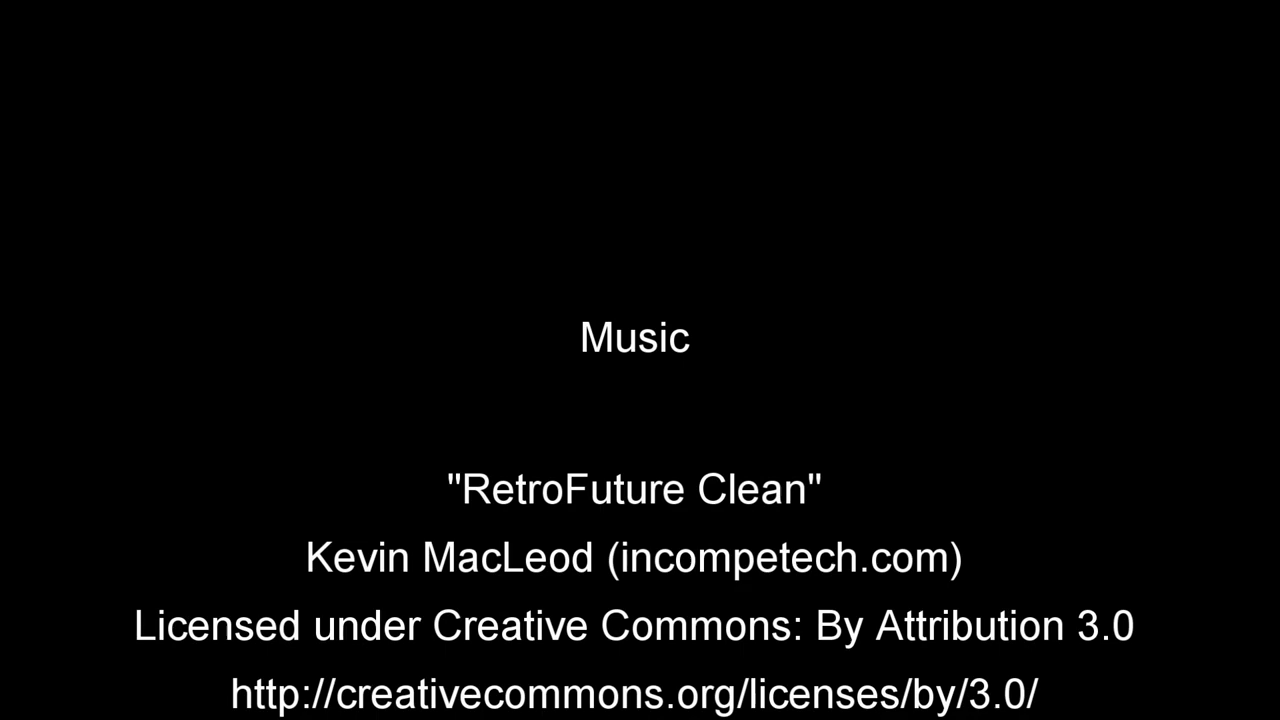 Music
"RetroFuture Clean"
Kevin MacLeod (incompetech.com)
Licensed under Creative Commons: By Attribution 3.0
http://creativecommons.org/licenses/by/3.0/